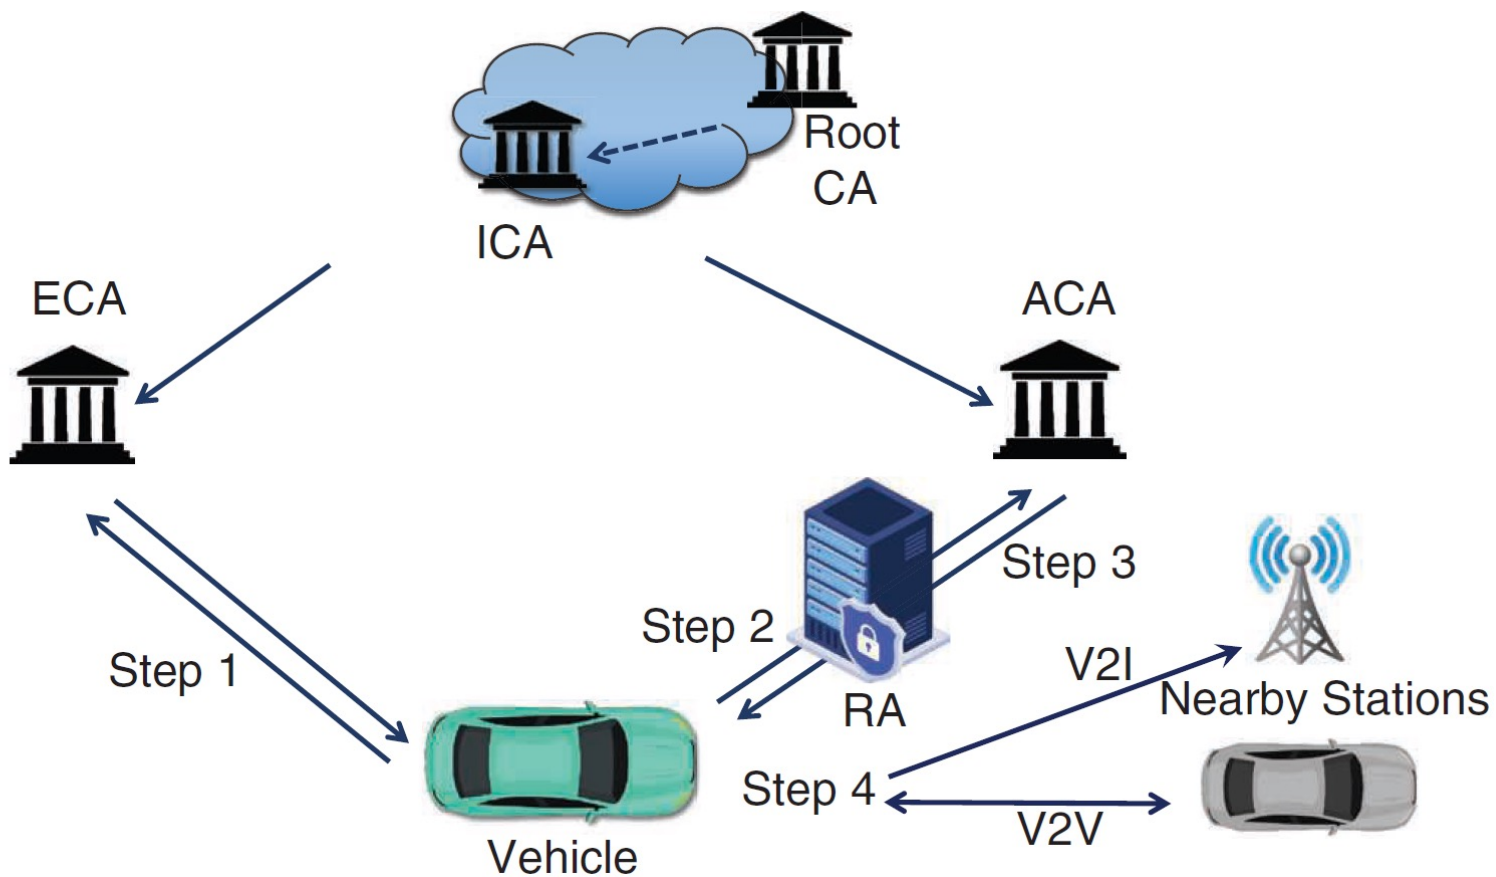 Root
CA
ICA
ECA
ACA
Step 3
Step 2
Step 1
V2I
RA
Nearby Stations
Step 4
V2V
Vehicle